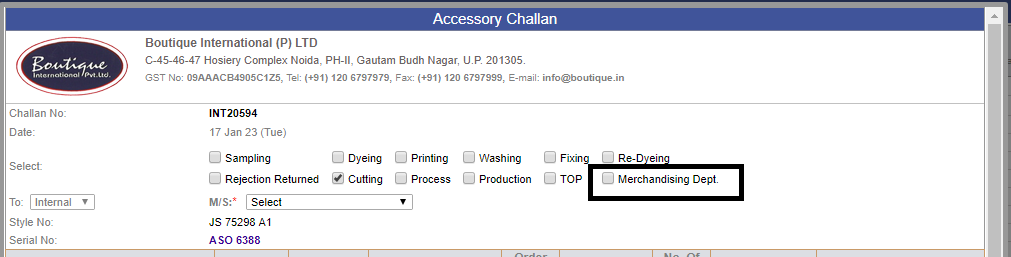 Accessory Challan
Boutique
International Pvt.Ltd.
Boutique International (P) LTD
C-45-46-47 Hosiery Complex Noida, PH-II, Gautam Budh Nagar, U.P. 201305.
GST No: 09AAACB4905C1Z5, Tel: (+91) 120 6797979, Fax: (+91) 120 6797999, E-mail: info@boutique.in
Challan No: INT20594
Date: 17 Jan 23 (Tue)
Select:
Sampling Dyeing Printing Washing Fixing Re-Dyeing
Rejection Returned Cutting Process Production TOP Merchandising Dept.
To: Internal M/S:* Select
Style No: JS 75298 A1
Serial No: ASO 6388
Order No. Of